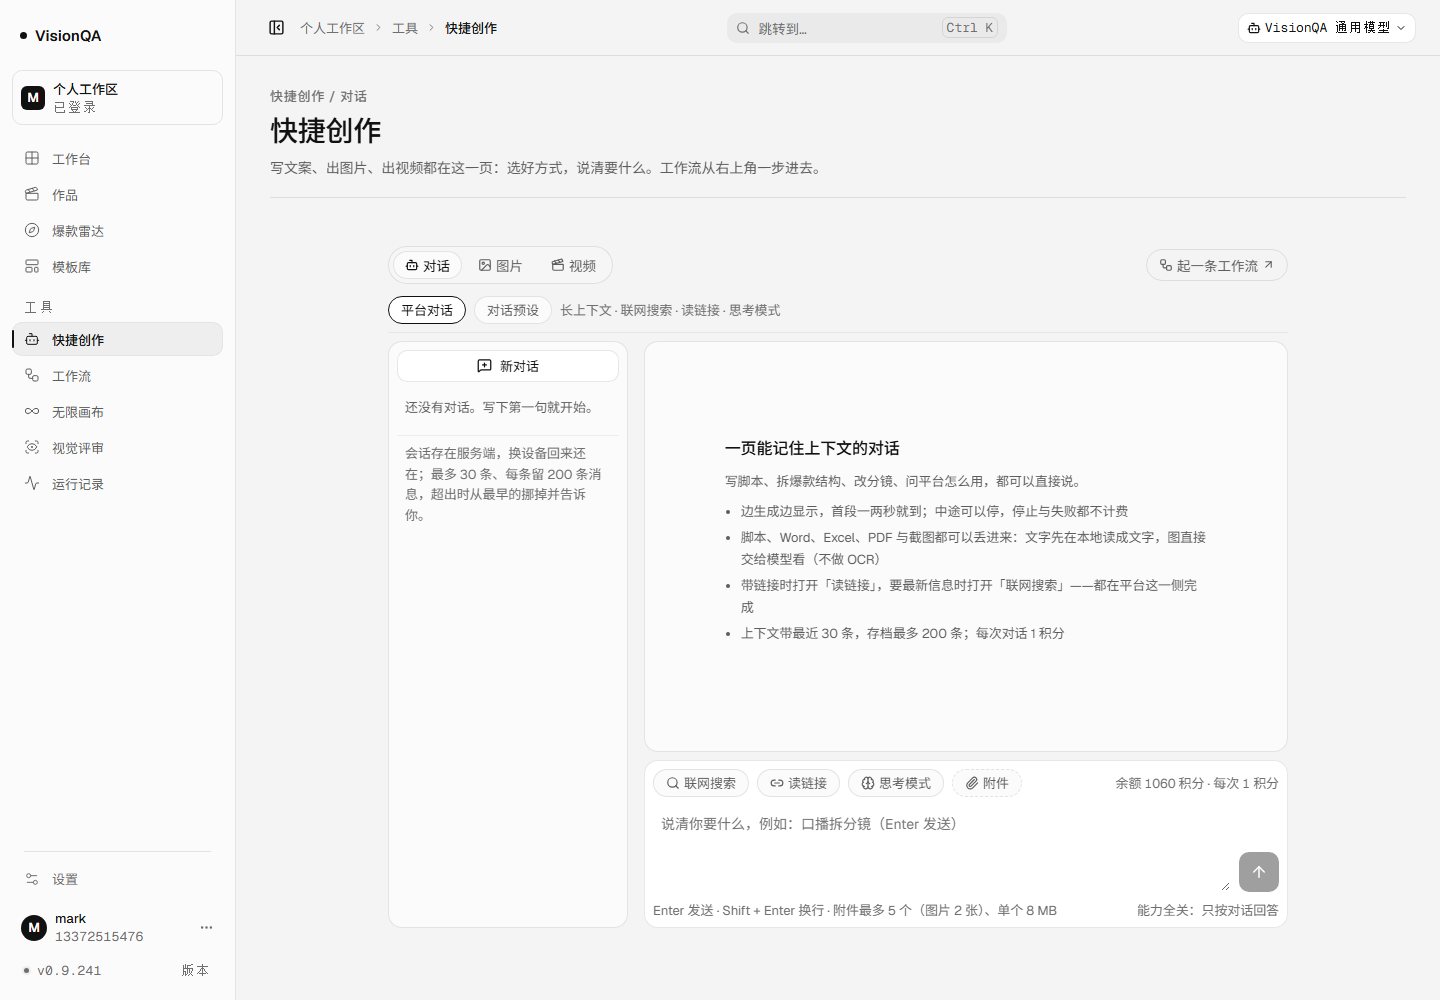 VisionQA
M
个人工作区
已登录
工作台
作品
爆款雷达
模板库
工具
快捷创作
工作流
无限画布
视觉评审
运行记录
设置
M
mark
13372515476
v0.9.241
版本
个人工作区
工具
快捷创作
跳转到...
Ctrl K
VisionQA 通用模型
快捷创作 / 对话
快捷创作
写文案、出图片、出视频都在这一页：选好方式，说清要什么。工作流从右上角一步进去。
对话
图片
视频
起一条工作流
平台对话
对话预设
长上下文 · 联网搜索 · 读链接 · 思考模式
新对话
还没有对话。写下第一句就开始。
会话存在服务端，换设备回来还
在；最多 30 条、每条留 200 条消
息，超出时从最早的挪掉并告诉
你。
一页能记住上下文的对话
写脚本、拆爆款结构、改分镜、问平台怎么用，都可以直接说。
• 边生成边显示，首段一两秒就到；中途可以停，停止与失败都不计费
• 脚本、Word、Excel、PDF 与截图都可以丢进来：文字先在本地读成文字，图直接
交给模型看（不做 OCR）
• 带链接时打开「读链接」，要最新信息时打开「联网搜索」——都在平台这一侧完
成
• 上下文带最近 30 条，存档最多 200 条；每次对话 1 积分
联网搜索
读链接
思考模式
附件
余额 1060 积分 · 每次 1 积分
说清你要什么，例如：口播拆分镜（Enter 发送）
Enter 发送 · Shift + Enter 换行 · 附件最多 5 个（图片 2 张）、单个 8 MB
能力全关：只按对话回答